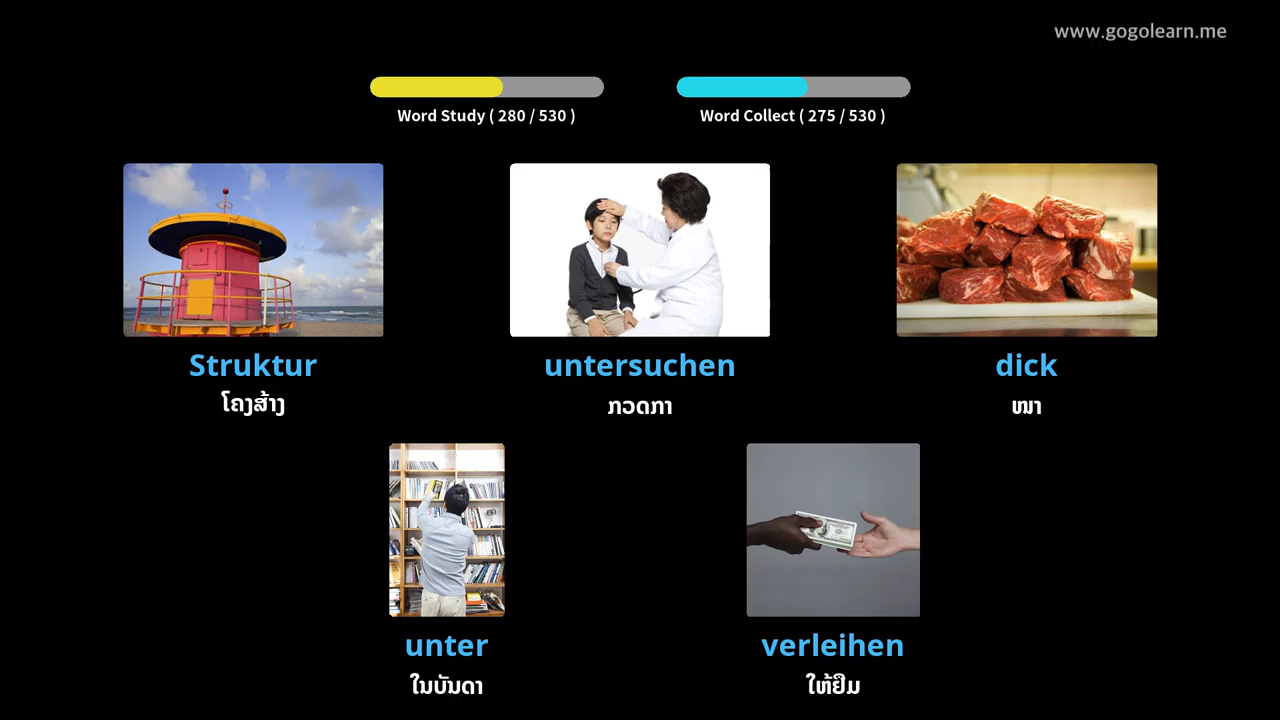 www.gogolearn.me
Word Study ( 280 / 530 )
Word Collect ( 275 / 530 )
Struktur
ໂຄງສ້າງ
untersuchen
ກວດກາ
dick
ໜາ
unter
ໃນບັນດາ
verleihen
ໃຫ້ຢືມ